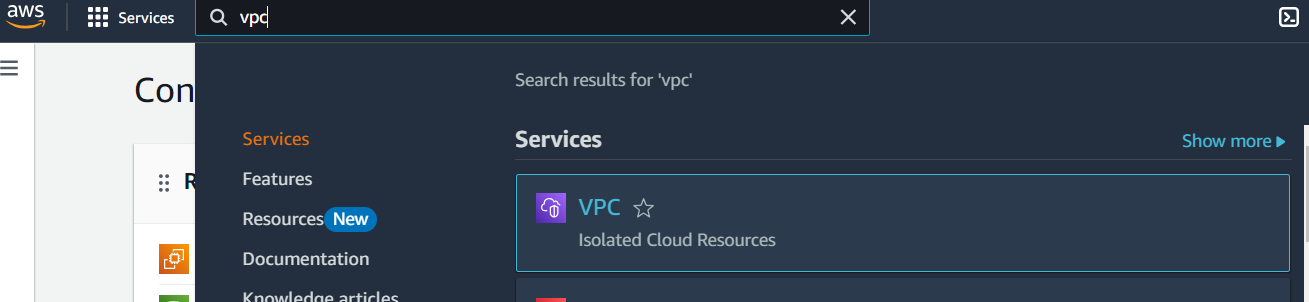 aws
Services
vpc
Search results for 'vpc'
Con
Services
Features
Resources New
Documentation
Knowledge articles
Services
Show more
VPC
Isolated Cloud Resources